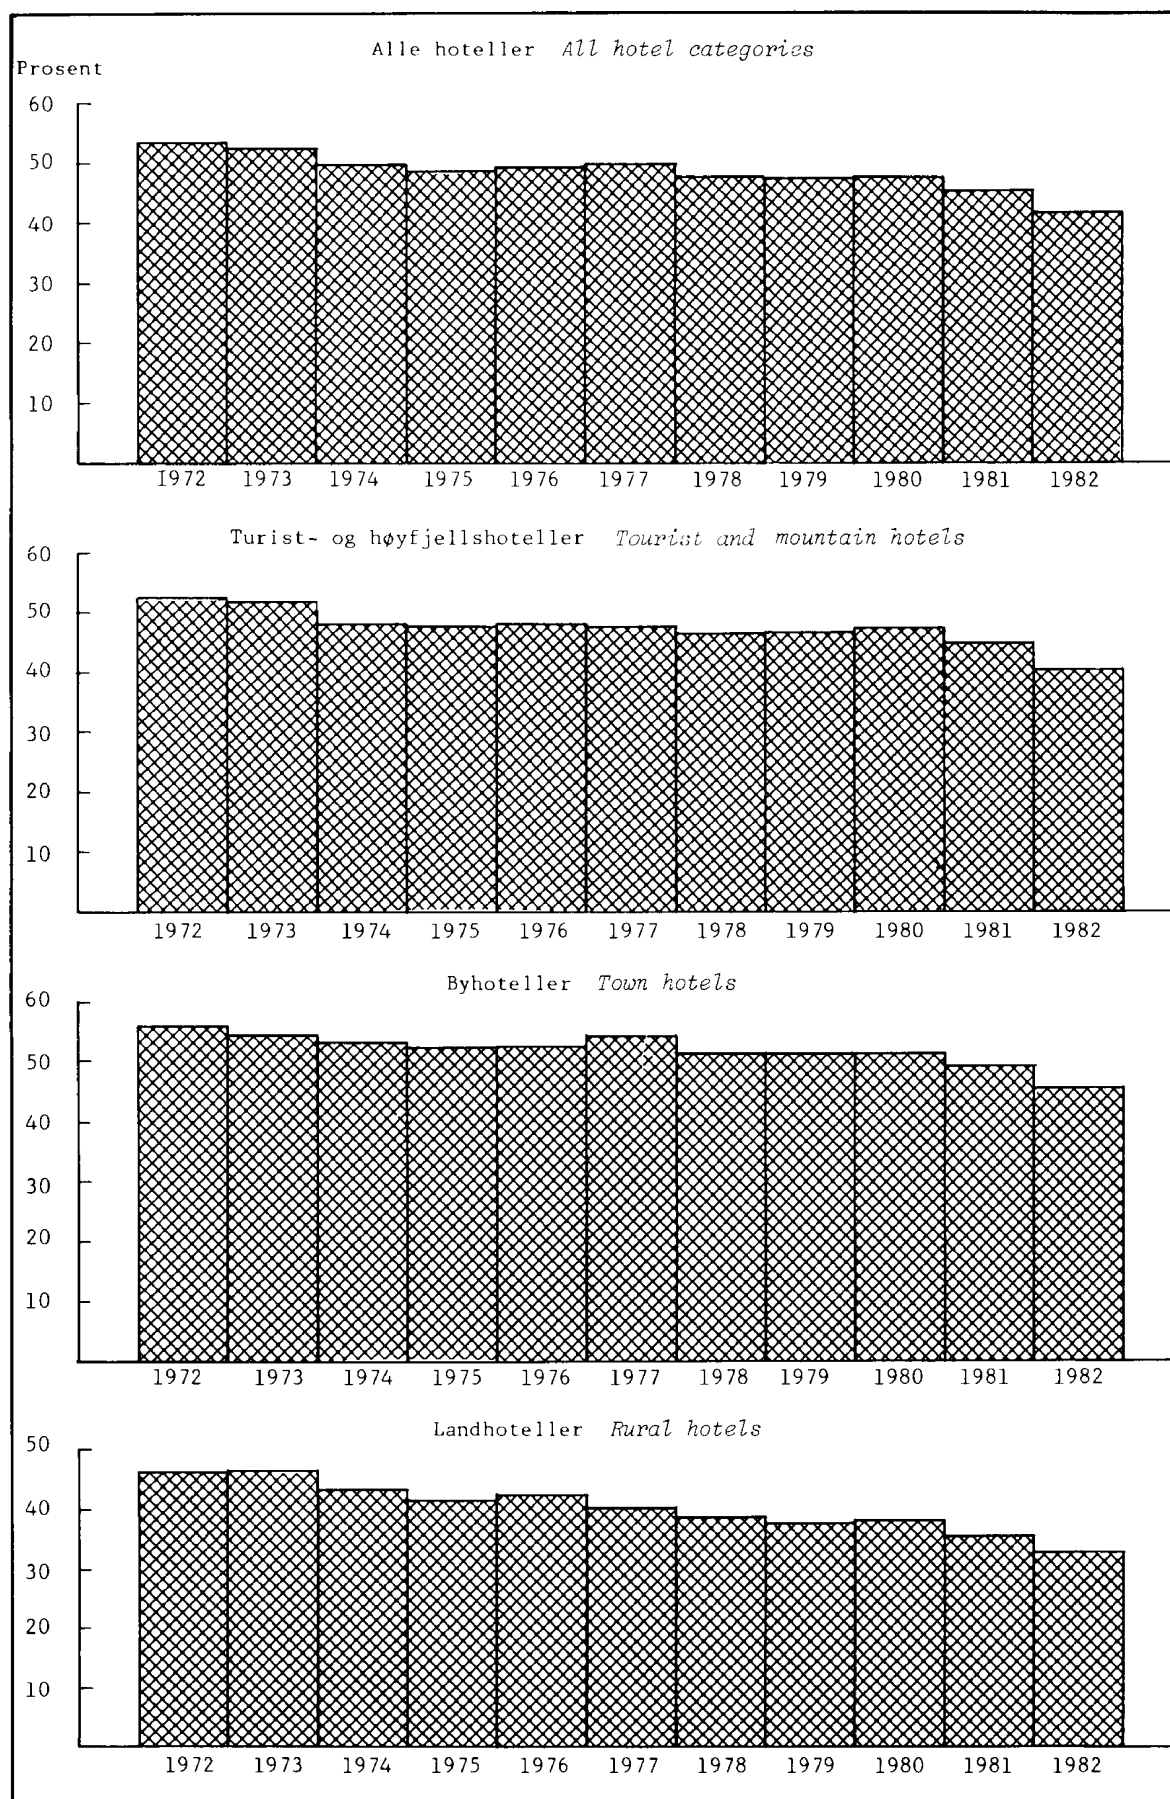 Alle hoteller All hotel categories
Prosent
60
50
40
30
20
10
1972 1973 1974 1975 1976 1977 1978 1979 1980 1981 1982
Turist- og høyfjellshoteller Tourist and mountain hotels
60
50
40
30
20
10
1972 1973 1974 1975 1976 1977 1978 1979 1980 1981 1982
Byhoteller Town hotels
60
50
40
30
20
10
1972 1973 1974 1975 1976 1977 1978 1979 1980 1981 1982
Landhoteller Rural hotels
50
40
30
20
10
1972 1973 1974 1975 1976 1977 1978 1979 1980 1981 1982